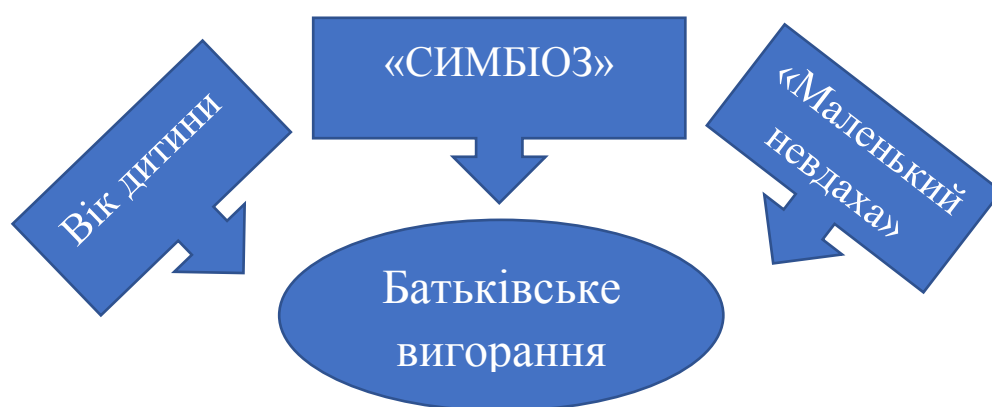 Вік дитини
«СИМБІОЗ»
«Маленький
невдаха»
Батьківське
вигорання